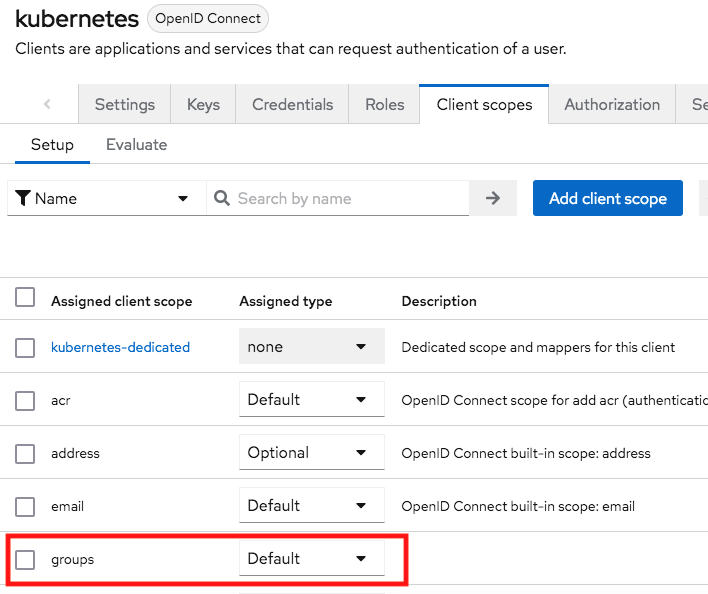 kubernetes OpenID Connect
Clients are applications and services that can request authentication of a user.
Settings Keys Credentials Roles Client scopes Authorization Se
Setup Evaluate
Name Search by name Add client scope
Assigned client scope Assigned type Description
kubernetes-dedicated none Dedicated scope and mappers for this client
acr Default OpenID Connect scope for add acr (authenticatio
address Optional OpenID Connect built-in scope: address
email Default OpenID Connect built-in scope: email
groups Default